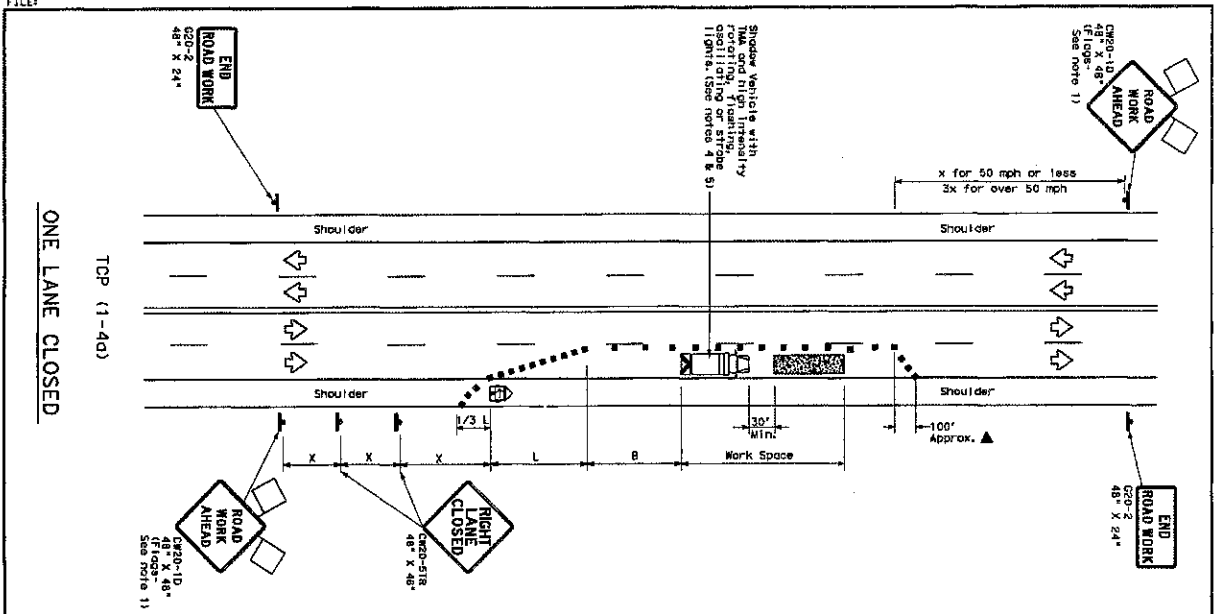 FILE:
END
ROAD WORK
G20-2
48" X 24"
Shadow Vehicle with
TMA and high intensity
rotating, flashing,
oscillating or strobe
lights. (See notes 4 & 5)
CW20-1D
48" X 48"
(Flags-
See note 1)
ROAD
WORK
AHEAD
x for 50 mph or less
3x for over 50 mph
Shoulder
Shoulder
ONE LANE CLOSED
TCP (1-4a)
Shoulder
Shoulder
1/3 L
30'
Min.
100'
Approx. ▲
X
X
X
L
B
Work Space
ROAD
WORK
AHEAD
CW20-1D
48" X 48"
(Flags-
See note 1)
RIGHT
LANE
CLOSED
CW20-5TR
48" X 48"
END
ROAD WORK
G20-2
48" X 24"